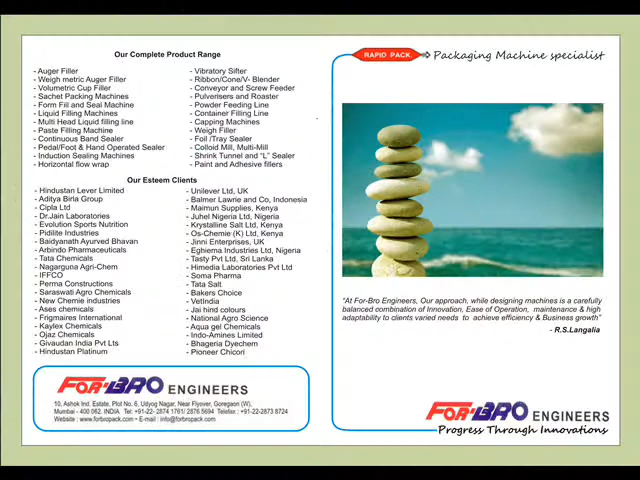 Our Complete Product Range
- Auger Filler
- Weigh metric Auger Filler
- Volumetric Cup Filler
- Sachet Packing Machines
- Form Fill and Seal Machine
- Liquid Filling Machines
- Multi Head Liquid filling line
- Paste Filling Machine
- Continuous Band Sealer
- Pedal/Foot & Hand Operated Sealer
- Induction Sealing Machines
- Horizontal flow wrap
- Vibratory Sifter
- Ribbon/Cone/V- Blender
- Conveyor and Screw Feeder
- Pulverisers and Roaster
- Powder Feeding Line
- Container Filling Line
- Capping Machines
- Weigh Filler
- Foil /Tray Sealer
- Colloid Mill, Multi-Mill
- Shrink Tunnel and "L" Sealer
- Paint and Adhesive fillers
Our Esteem Clients
- Hindustan Lever Limited
- Aditya Birla Group
- Cipla Ltd
- Dr.Jain Laboratories
- Evolution Sports Nutrition
- Pidilite Industries
- Baidyanath Ayurved Bhavan
- Arbindo Pharmaceuticals
- Tata Chemicals
- Nagarguna Agri-Chem
- IFFCO
- Perma Constructions
- Saraswati Agro Chemicals
- New Chemie industries
- Ases chemicals
- Frigmaires International
- Kaylex Chemicals
- Ojaz Chemicals
- Givaudan India Pvt Lts
- Hindustan Platinum
- Unilever Ltd, UK
- Balmer Lawrie and Co, Indonesia
- Maimun Supplies, Kenya
- Juhel Nigeria Ltd, Nigeria
- Krystalline Salt Ltd, Kenya
- Os-Chemie (K) Ltd, Kenya
- Jinni Enterprises, UK
- Eghiema Industries Ltd, Nigeria
- Tasty Pvt Ltd, Sri Lanka
- Himedia Laboratories Pvt Ltd
- Soma Pharma
- Tata Salt
- Bakers Choice
- VetIndia
- Jai hind colours
- National Agro Science
- Aqua gel Chemicals
- Indo-Amines Limited
- Bhageria Dyechem
- Pioneer Chicori
FOR-BRO ENGINEERS
10, Ashok Ind. Estate, Plot No. 6, Udyog Nagar, Near Flyover, Goregaon (W),
Mumbai - 400 062. INDIA. Tel: +91-22- 2874 1761/ 2876 5694 Telefax : +91-22-2873 8724
Website : www.forbropack.com • E-mail : info@forbropack.com
RAPID PACK Packaging Machine specialist
"At For-Bro Engineers, Our approach, while designing machines is a carefully
balanced combination of Innovation, Ease of Operation, maintenance & high
adaptability to clients varied needs to achieve efficiency & Business growth"
- R.S.Langalia
FOR-BRO ENGINEERS
Progress Through Innovations